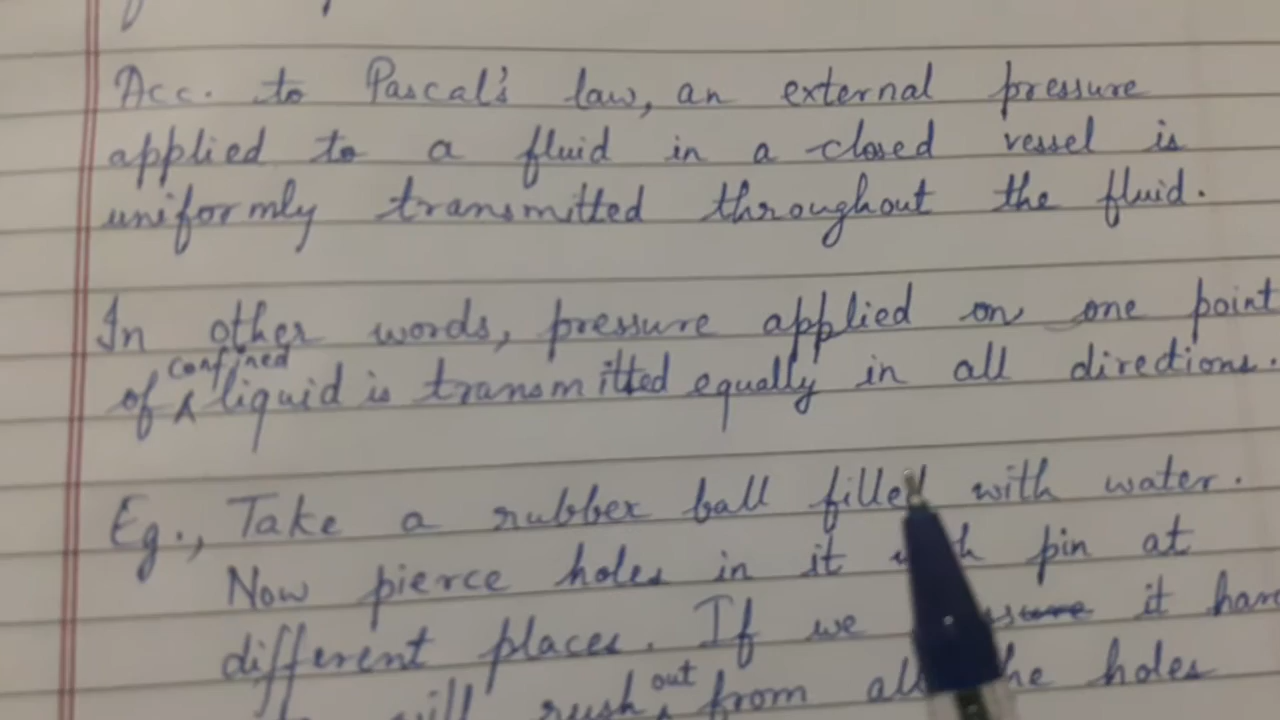 Acc. to Pascal's law, an external pressure
applied to a fluid in a closed vessel is
uniformly transmitted throughout the fluid.
In other words, pressure applied on one point
of confined liquid is transmitted equally in all directions.
Eg., Take a rubber ball filled with water.
Now pierce holes in it pin at
different places. If we it
rush out from all the holes